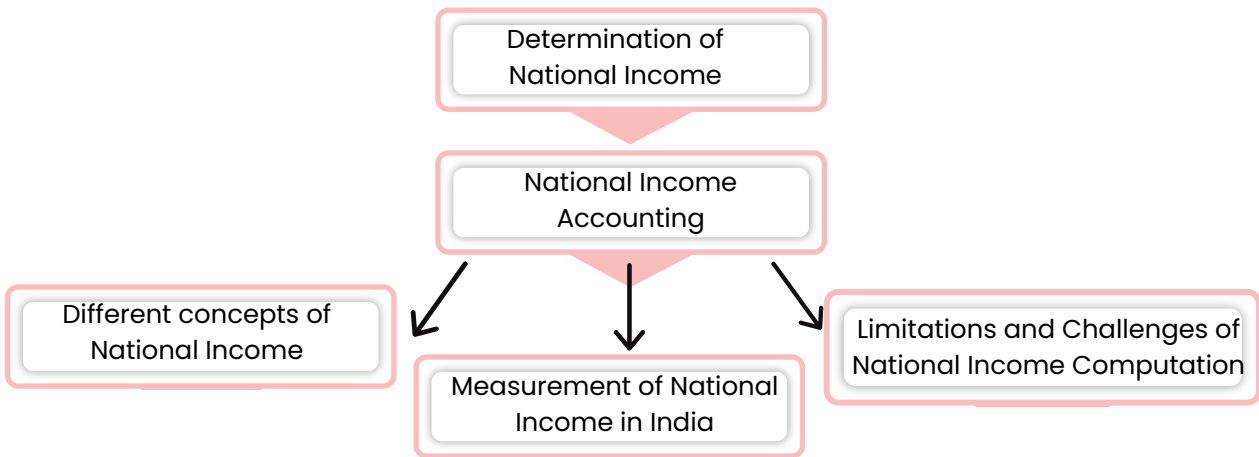 Determination of
National Income
National Income
Accounting
Different concepts of
National Income
Measurement of National
Income in India
Limitations and Challenges of
National Income Computation